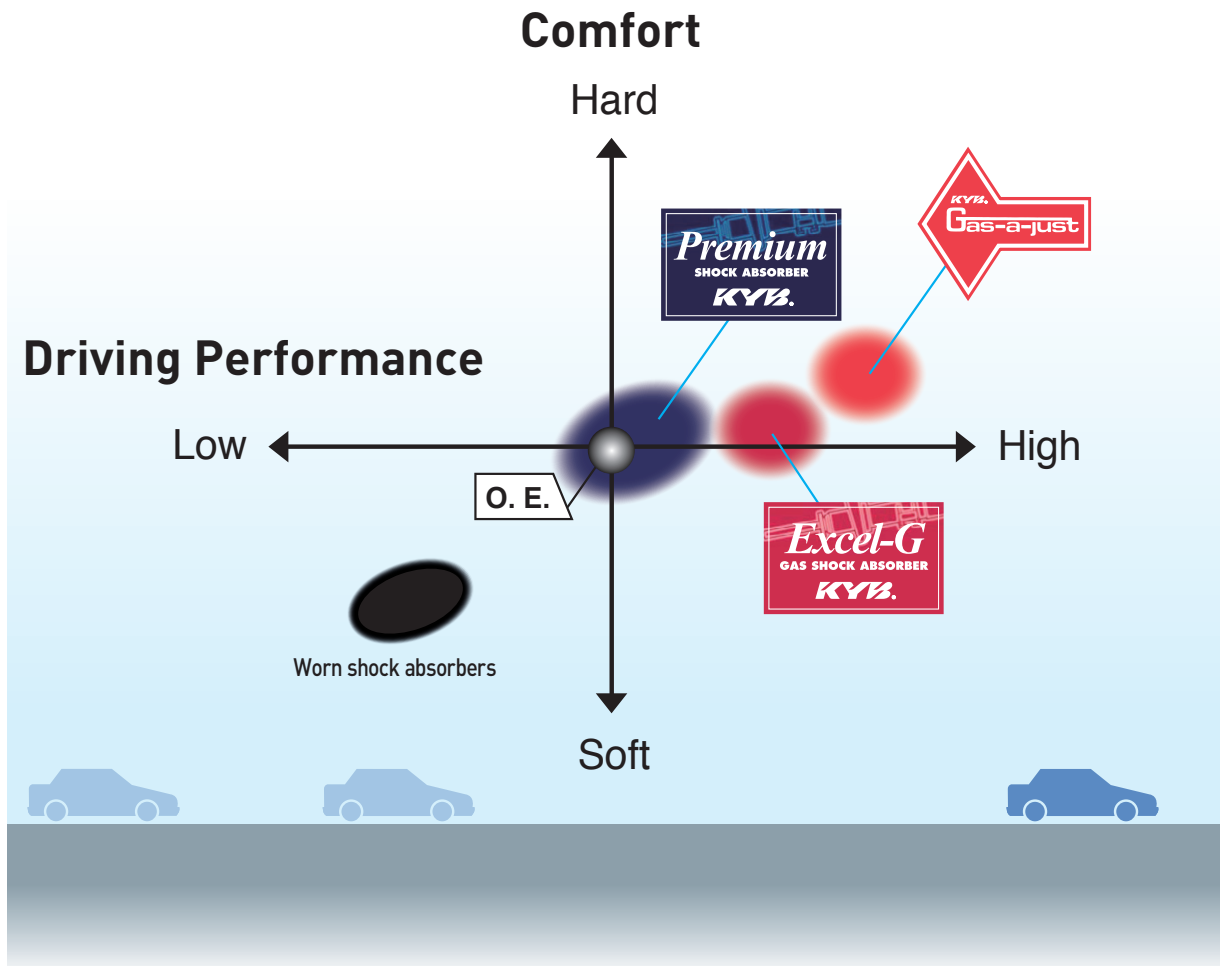 Comfort
Hard
KYB.
Gas-a-just
Premium
SHOCK ABSORBER
KYB.
Driving Performance
Low
High
O. E.
Excel-G
GAS SHOCK ABSORBER
KYB.
Worn shock absorbers
Soft